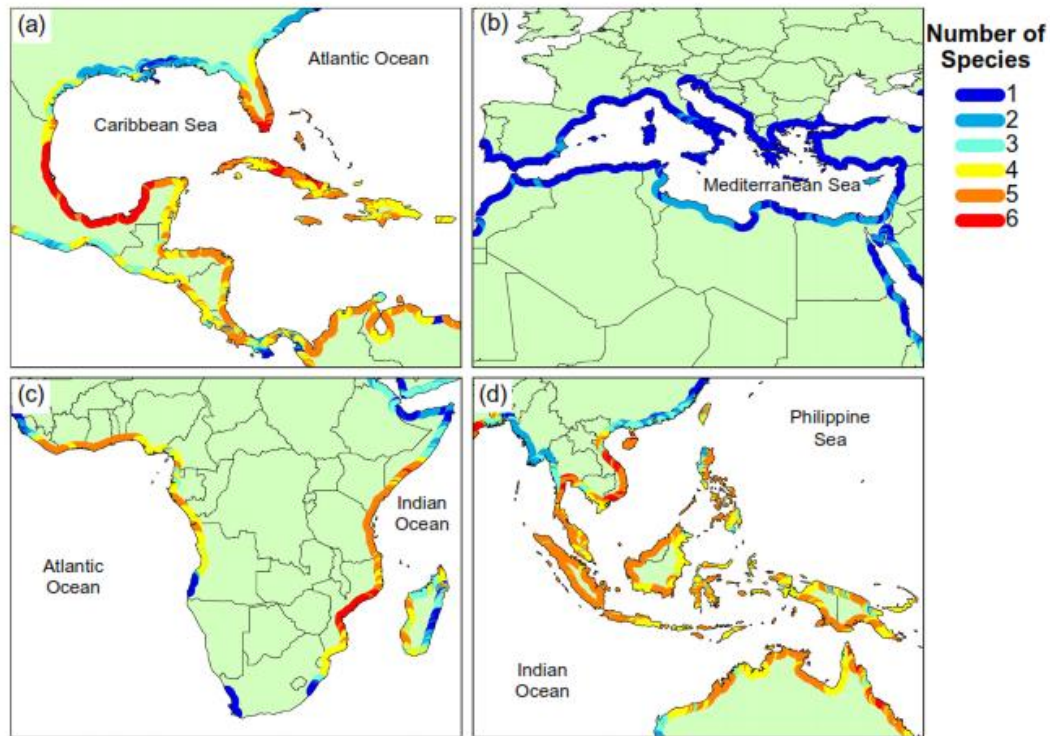 (a)
Atlantic Ocean
Caribbean Sea
(b)
Mediterranean Sea
Number of
Species
1
2
3
4
5
6
(c)
Indian
Ocean
Atlantic
Ocean
(d)
Philippine
Sea
Indian
Ocean